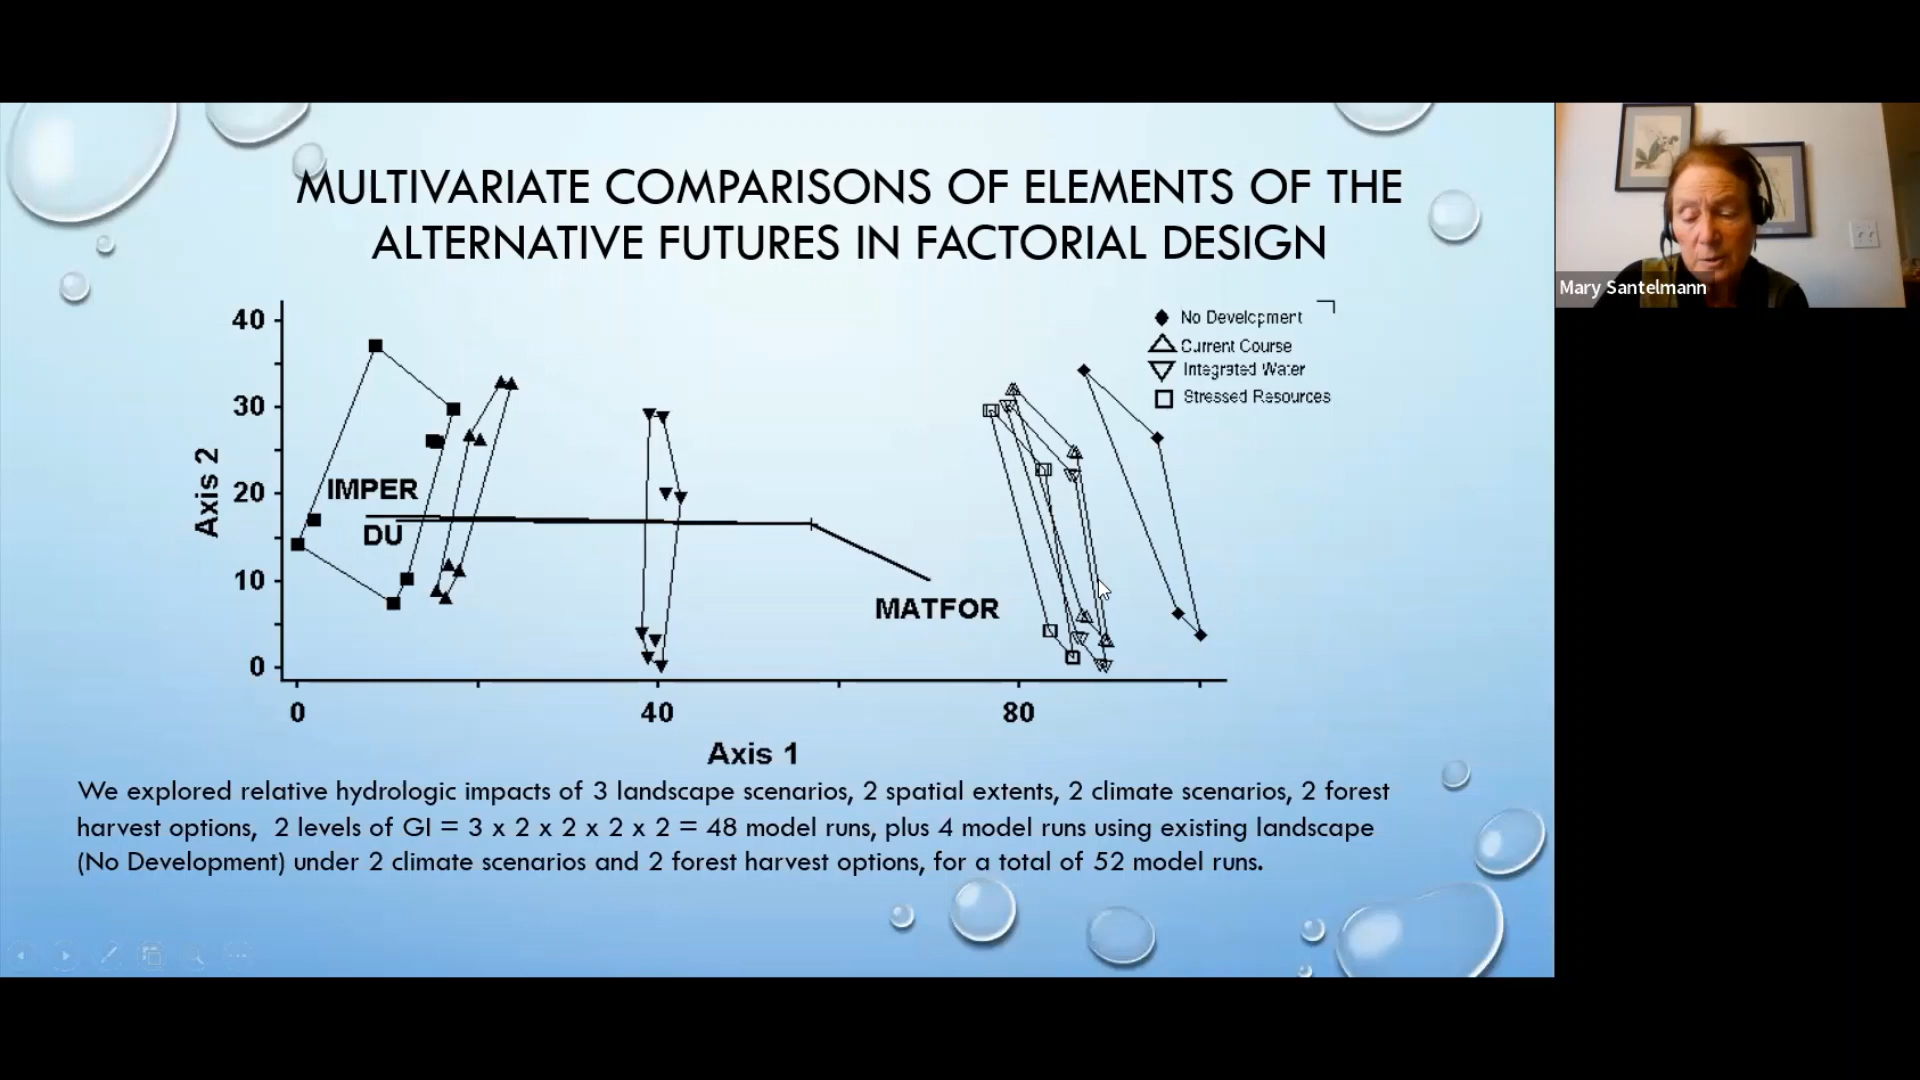 MULTIVARIATE COMPARISONS OF ELEMENTS OF THE
ALTERNATIVE FUTURES IN FACTORIAL DESIGN
Mary Santelmann
No Development
Current Course
Integrated Water
Stressed Resources
40
30
20
10
0
Axis 2
IMPER
DU
MATFOR
0
40
80
Axis 1
We explored relative hydrologic impacts of 3 landscape scenarios, 2 spatial extents, 2 climate scenarios, 2 forest
harvest options, 2 levels of GI = 3 x 2 x 2 x 2 x 2 = 48 model runs, plus 4 model runs using existing landscape
(No Development) under 2 climate scenarios and 2 forest harvest options, for a total of 52 model runs.